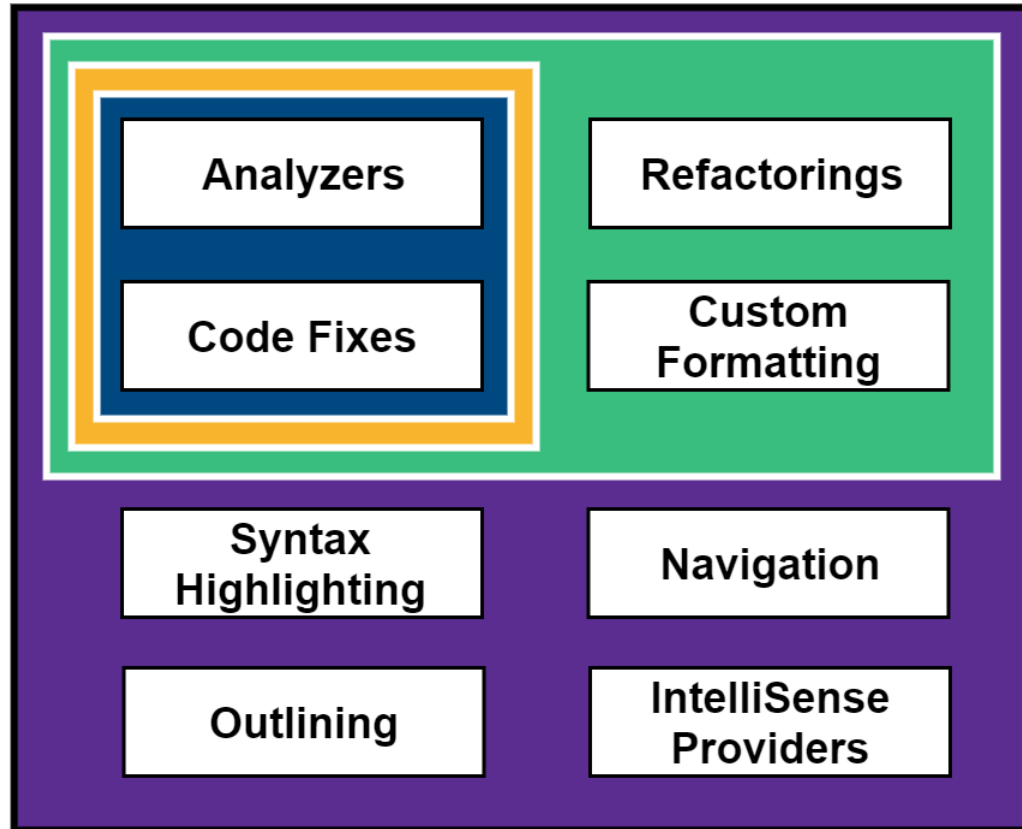 Analyzers
Refactorings
Code Fixes
Custom
Formatting
Syntax
Highlighting
Navigation
Outlining
IntelliSense
Providers